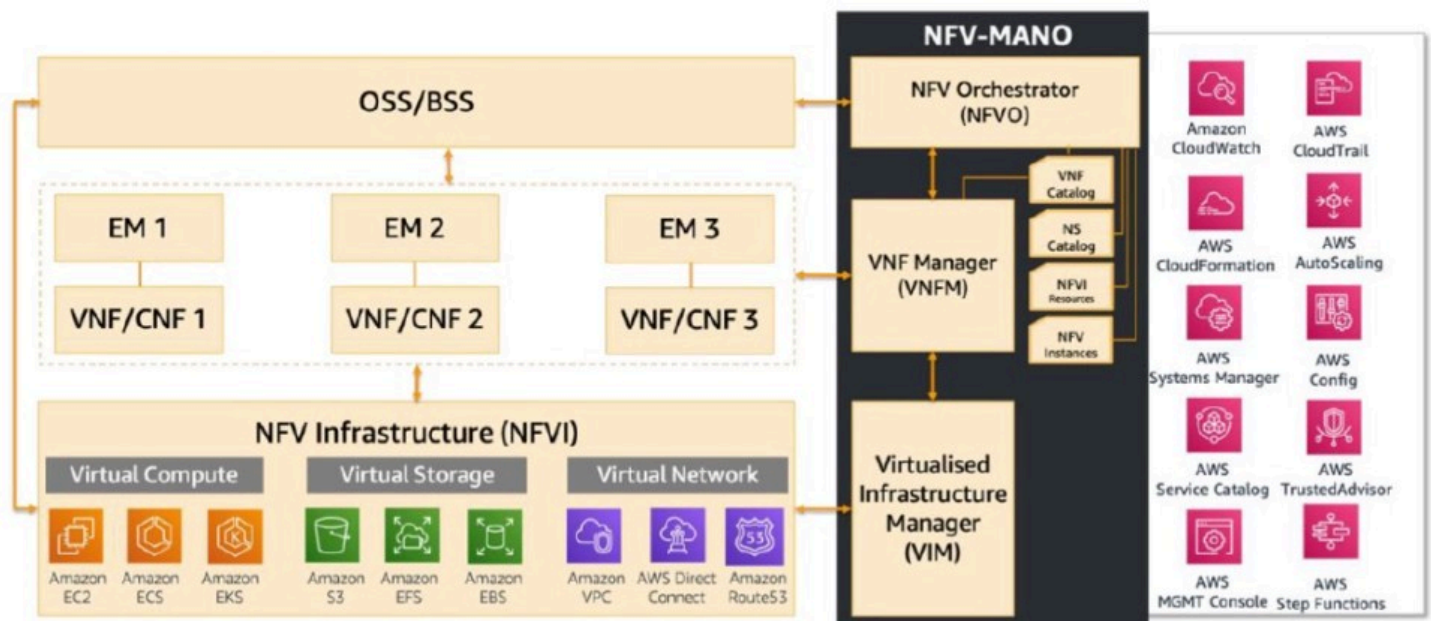 NFV-MANO
OSS/BSS
NFV Orchestrator
(NFVO)
VNF
Catalog
NS
Catalog
NFVI
Resources
NFV
Instances
EM 1
EM 2
EM 3
VNF/CNF 1
VNF/CNF 2
VNF/CNF 3
VNF Manager
(VNFM)
NFV Infrastructure (NFVI)
Virtual Compute
Virtual Storage
Virtual Network
Amazon
EC2
Amazon
ECS
Amazon
EKS
Amazon
S3
Amazon
EFS
Amazon
EBS
Amazon
VPC
AWS Direct
Connect
53
Amazon
Route53
Virtualised
Infrastructure
Manager
(VIM)
Amazon
CloudWatch
AWS
CloudTrail
AWS
CloudFormation
AWS
AutoScaling
AWS
Systems Manager
AWS
Config
AWS
Service Catalog
AWS
TrustedAdvisor
AWS
MGMT Console
AWS
Step Functions